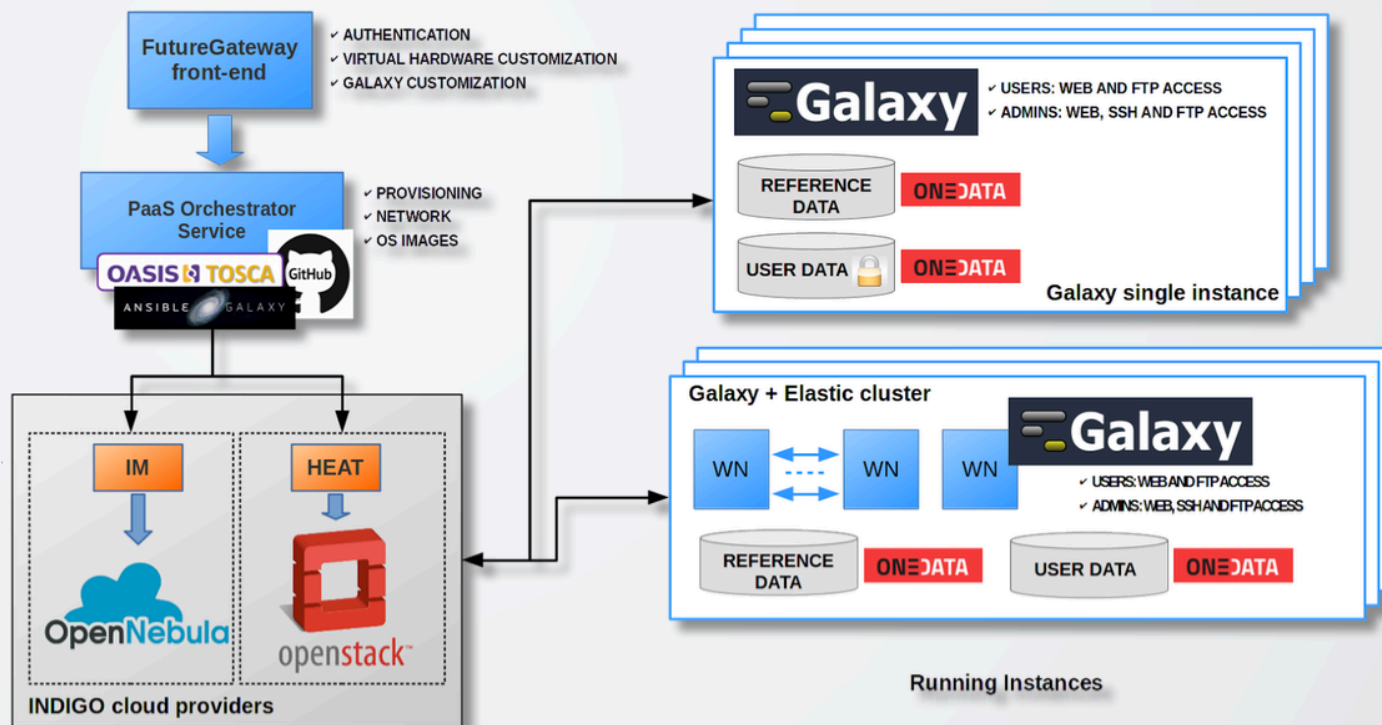 FutureGateway
front-end
✓ AUTHENTICATION
✓ VIRTUAL HARDWARE CUSTOMIZATION
✓ GALAXY CUSTOMIZATION
PaaS Orchestrator
Service
✓ PROVISIONING
✓ NETWORK
✓ OS IMAGES
OASIS TOSCA
GitHub
ANSIBLE GALAXY
IM
HEAT
OpenNebula
openstack™
INDIGO cloud providers
Galaxy
✓ USERS: WEB AND FTP ACCESS
✓ ADMINS: WEB, SSH AND FTP ACCESS
REFERENCE
DATA
ONEDATA
USER DATA
ONEDATA
Galaxy single instance
Galaxy + Elastic cluster
WN
WN
WN
Galaxy
✓ USERS: WEB AND FTP ACCESS
✓ ADMINS: WEB, SSH AND FTP ACCESS
REFERENCE
DATA
ONEDATA
USER DATA
ONEDATA
Running Instances